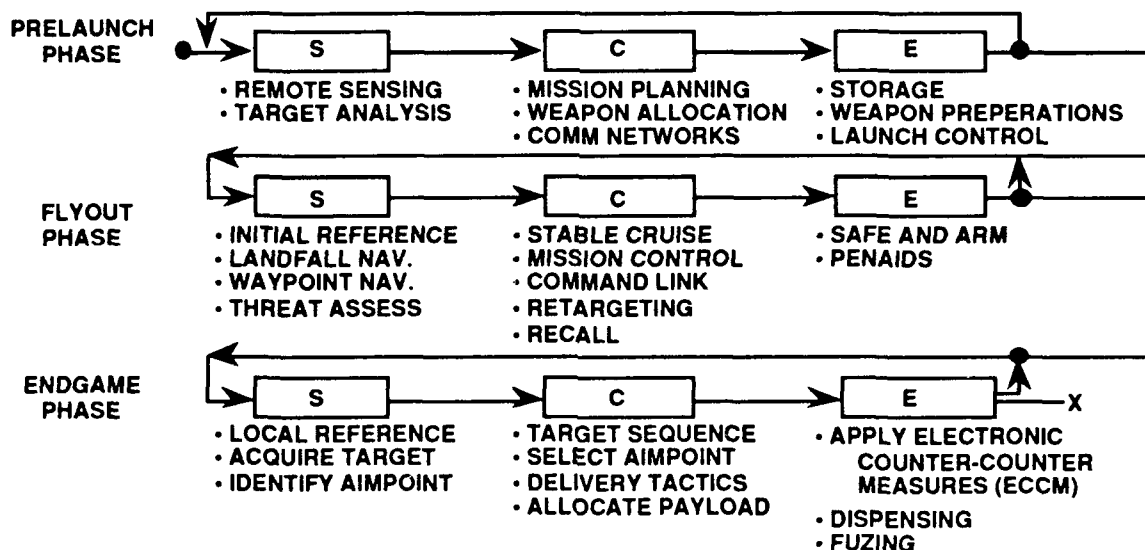 PRELAUNCH
PHASE
S
C
E
• REMOTE SENSING
• TARGET ANALYSIS
• MISSION PLANNING
• WEAPON ALLOCATION
• COMM NETWORKS
• STORAGE
• WEAPON PREPERATIONS
• LAUNCH CONTROL
FLYOUT
PHASE
S
C
E
• INITIAL REFERENCE
• LANDFALL NAV.
• WAYPOINT NAV.
• THREAT ASSESS
• STABLE CRUISE
• MISSION CONTROL
• COMMAND LINK
• RETARGETING
• RECALL
• SAFE AND ARM
• PENAIDS
ENDGAME
PHASE
S
C
E
X
• LOCAL REFERENCE
• ACQUIRE TARGET
• IDENTIFY AIMPOINT
• TARGET SEQUENCE
• SELECT AIMPOINT
• DELIVERY TACTICS
• ALLOCATE PAYLOAD
• APPLY ELECTRONIC
COUNTER-COUNTER
MEASURES (ECCM)
• DISPENSING
• FUZING